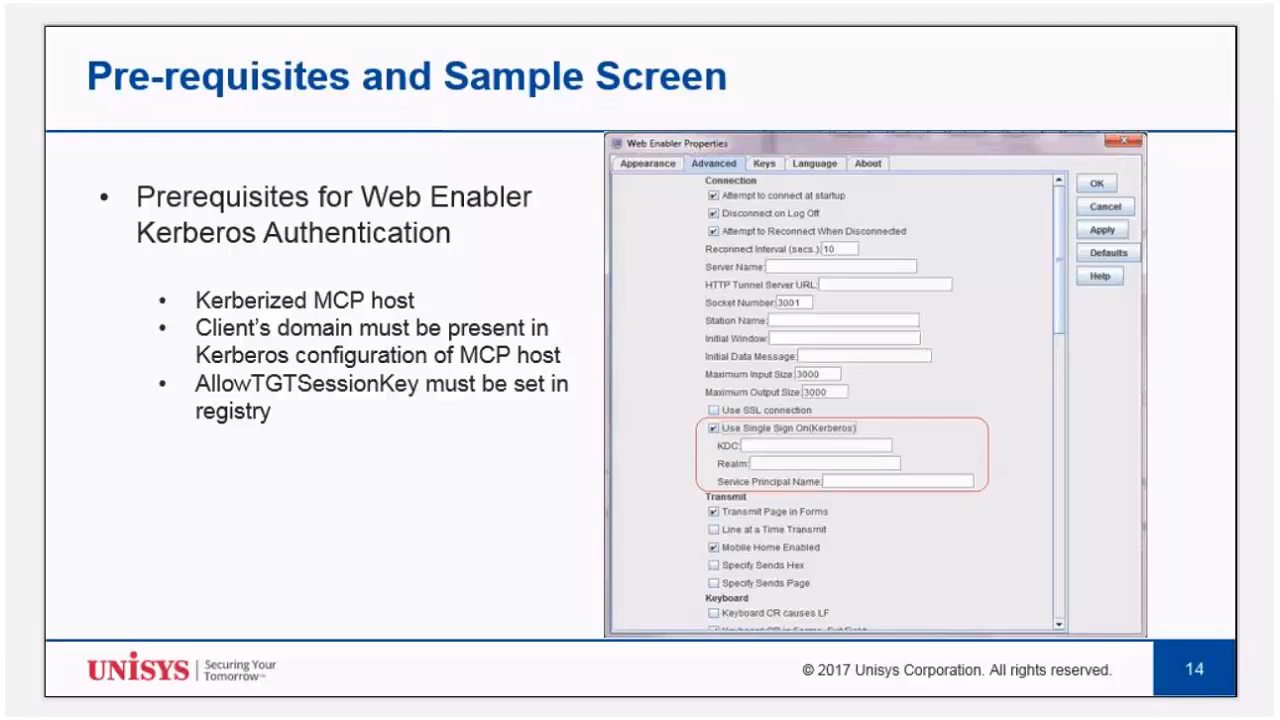 Pre-requisites and Sample Screen
• Prerequisites for Web Enabler
Kerberos Authentication
• Kerberized MCP host
• Client's domain must be present in
Kerberos configuration of MCP host
• AllowTGTSessionKey must be set in
registry
Web Enabler Properties
Appearance Advanced Keys Language About
Connection
Attempt to connect at startup
Disconnect on Log Off
Attempt to Reconnect When Disconnected
Reconnect Interval (secs.): 10
Server Name:
HTTP Tunnel Server URL:
Socket Number: 3001
Station Name:
Initial Window:
Initial Data Message:
Maximum Input Size: 3000
Maximum Output Size: 3000
Use SSL connection
Use Single Sign On(Kerberos)
KDC:
Realm:
Service Principal Name:
Transmit
Transmit Page in Forms
Line at a Time Transmit
Mobile Home Enabled
Specify Sends Hex
Specify Sends Page
Keyboard
Keyboard CR causes LF
OK
Cancel
Apply
Defaults
Help
UNISYS
Securing Your
Tomorrow™
© 2017 Unisys Corporation. All rights reserved.
14